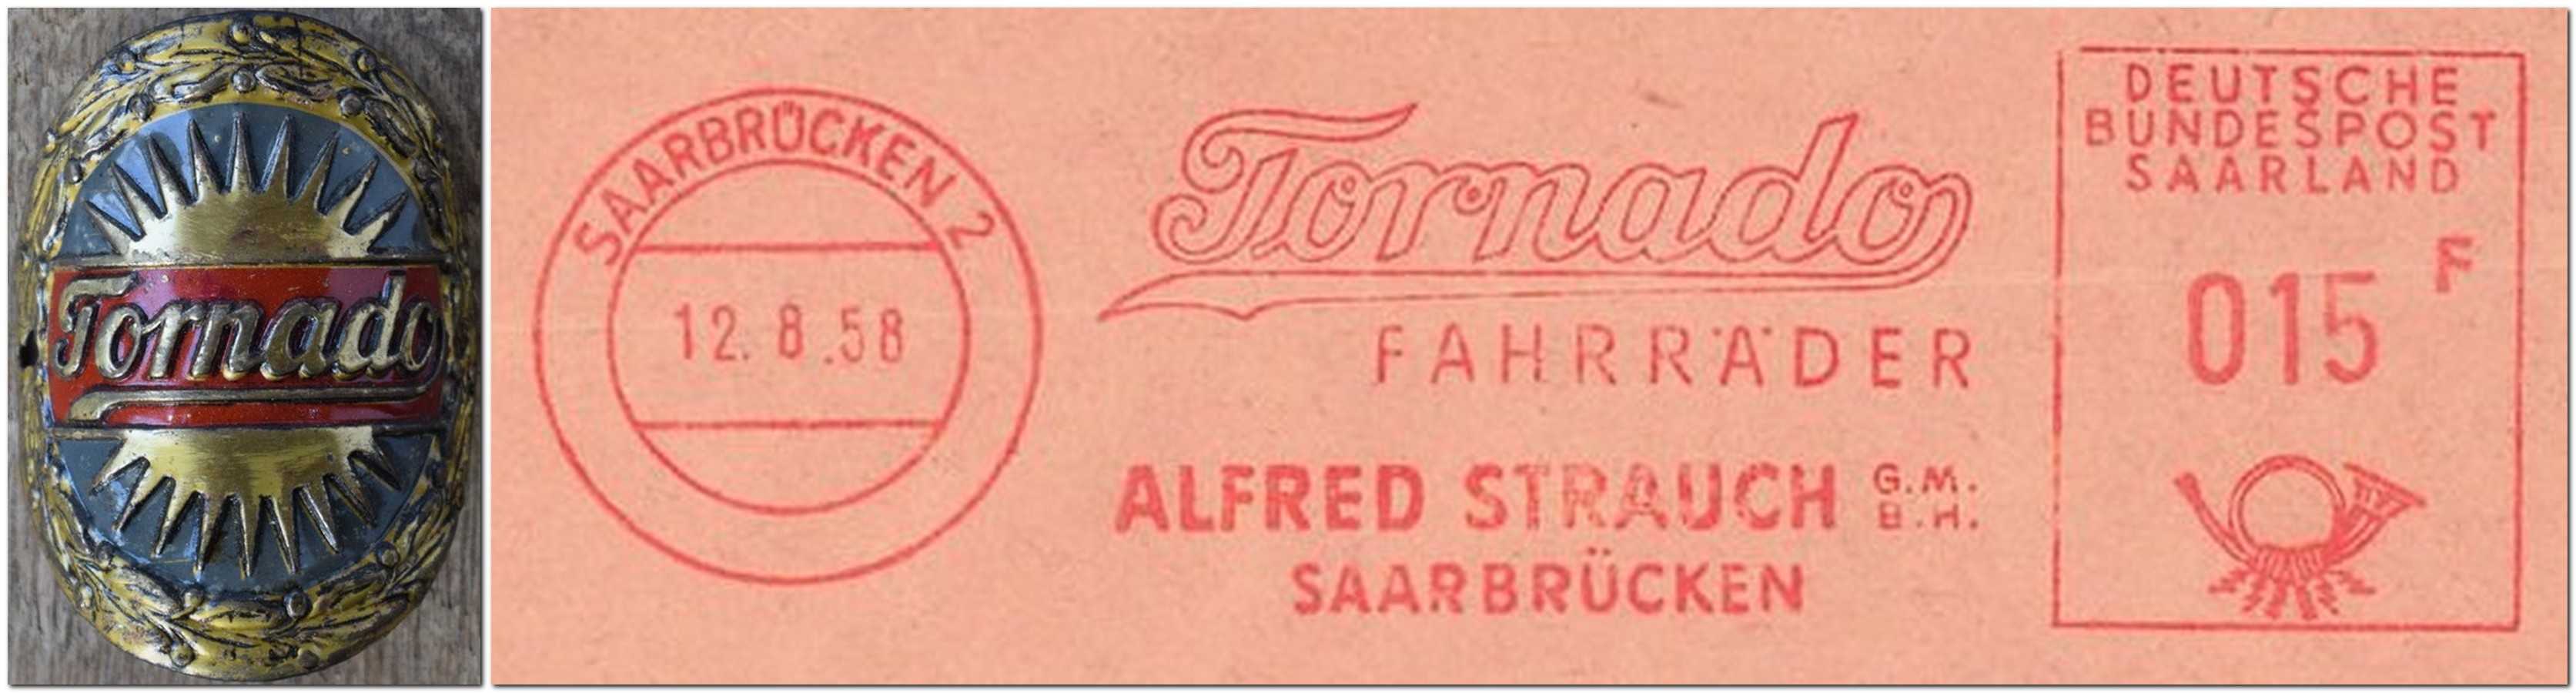 Tornado
SAARBRÜCKEN 2
12.8.58
Tornado
FAHRRÄDER
ALFRED STRAUCH G.M.
B.H.
SAARBRÜCKEN
DEUTSCHE
BUNDESPOST
SAARLAND
015 F